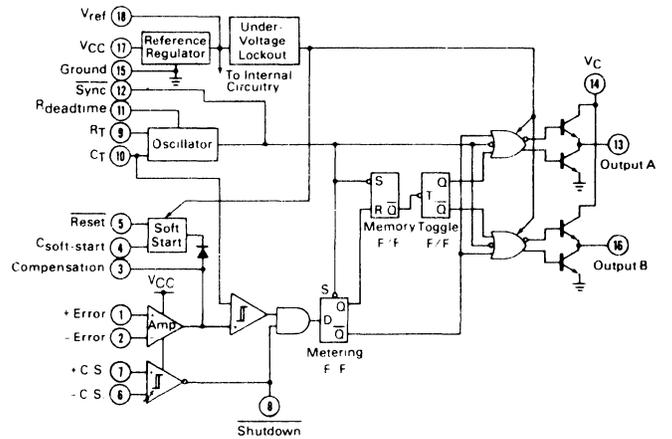 Vref 18
VCC 17
Reference
Regulator
Under-
Voltage
Lockout
Ground 15
To Internal
Circuitry
Sync 12
Rdeadtime 11
RT 9
Oscillator
CT 10
VC
14
13
Output A
S
R Q
Memory
F/F
Q
T
Q
Toggle
F/F
Reset 5
Soft
Start
Csoft-start 4
Compensation 3
16
Output B
VCC
+ Error 1
+
Amp
- Error 2
-
+
S
Q
D
Q
Metering
F F
+ C S. 7
+
- C S. 6
-
8
Shutdown